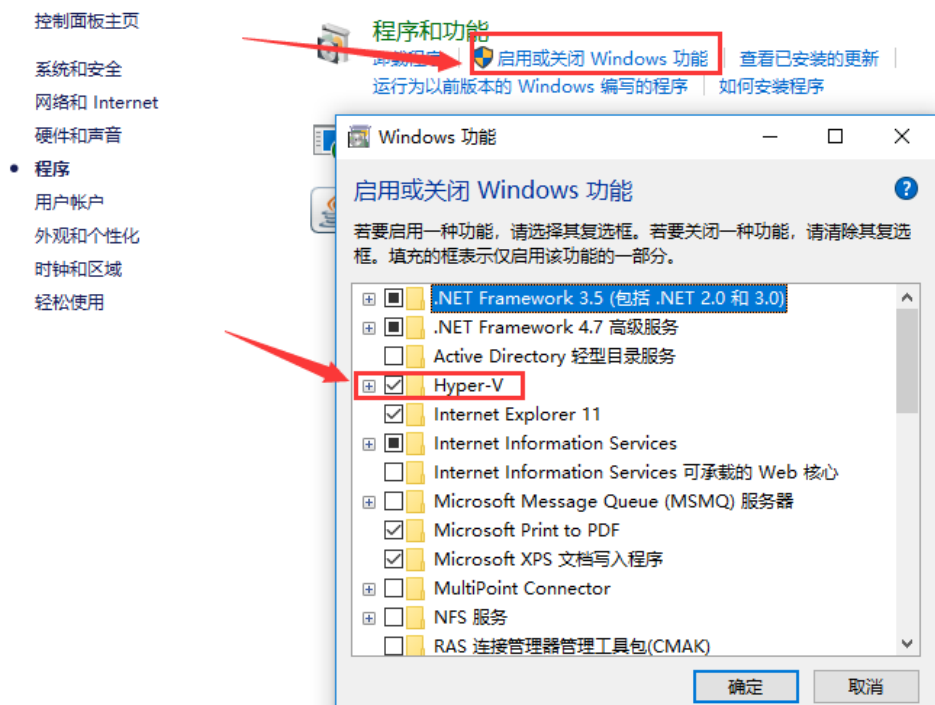 控制面板主页
系统和安全
网络和 Internet
硬件和声音
程序
用户帐户
外观和个性化
时钟和区域
轻松使用
程序和功能
卸载程序 启用或关闭 Windows 功能 查看已安装的更新
运行为以前版本的 Windows 编写的程序 如何安装程序
Windows 功能
启用或关闭 Windows 功能
若要启用一种功能，请选择其复选框。若要关闭一种功能，请清除其复选
框。填充的框表示仅启用该功能的一部分。
.NET Framework 3.5 (包括 .NET 2.0 和 3.0)
.NET Framework 4.7 高级服务
Active Directory 轻型目录服务
Hyper-V
Internet Explorer 11
Internet Information Services
Internet Information Services 可承载的 Web 核心
Microsoft Message Queue (MSMQ) 服务器
Microsoft Print to PDF
Microsoft XPS 文档写入程序
MultiPoint Connector
NFS 服务
RAS 连接管理器管理工具包(CMAK)
确定 取消